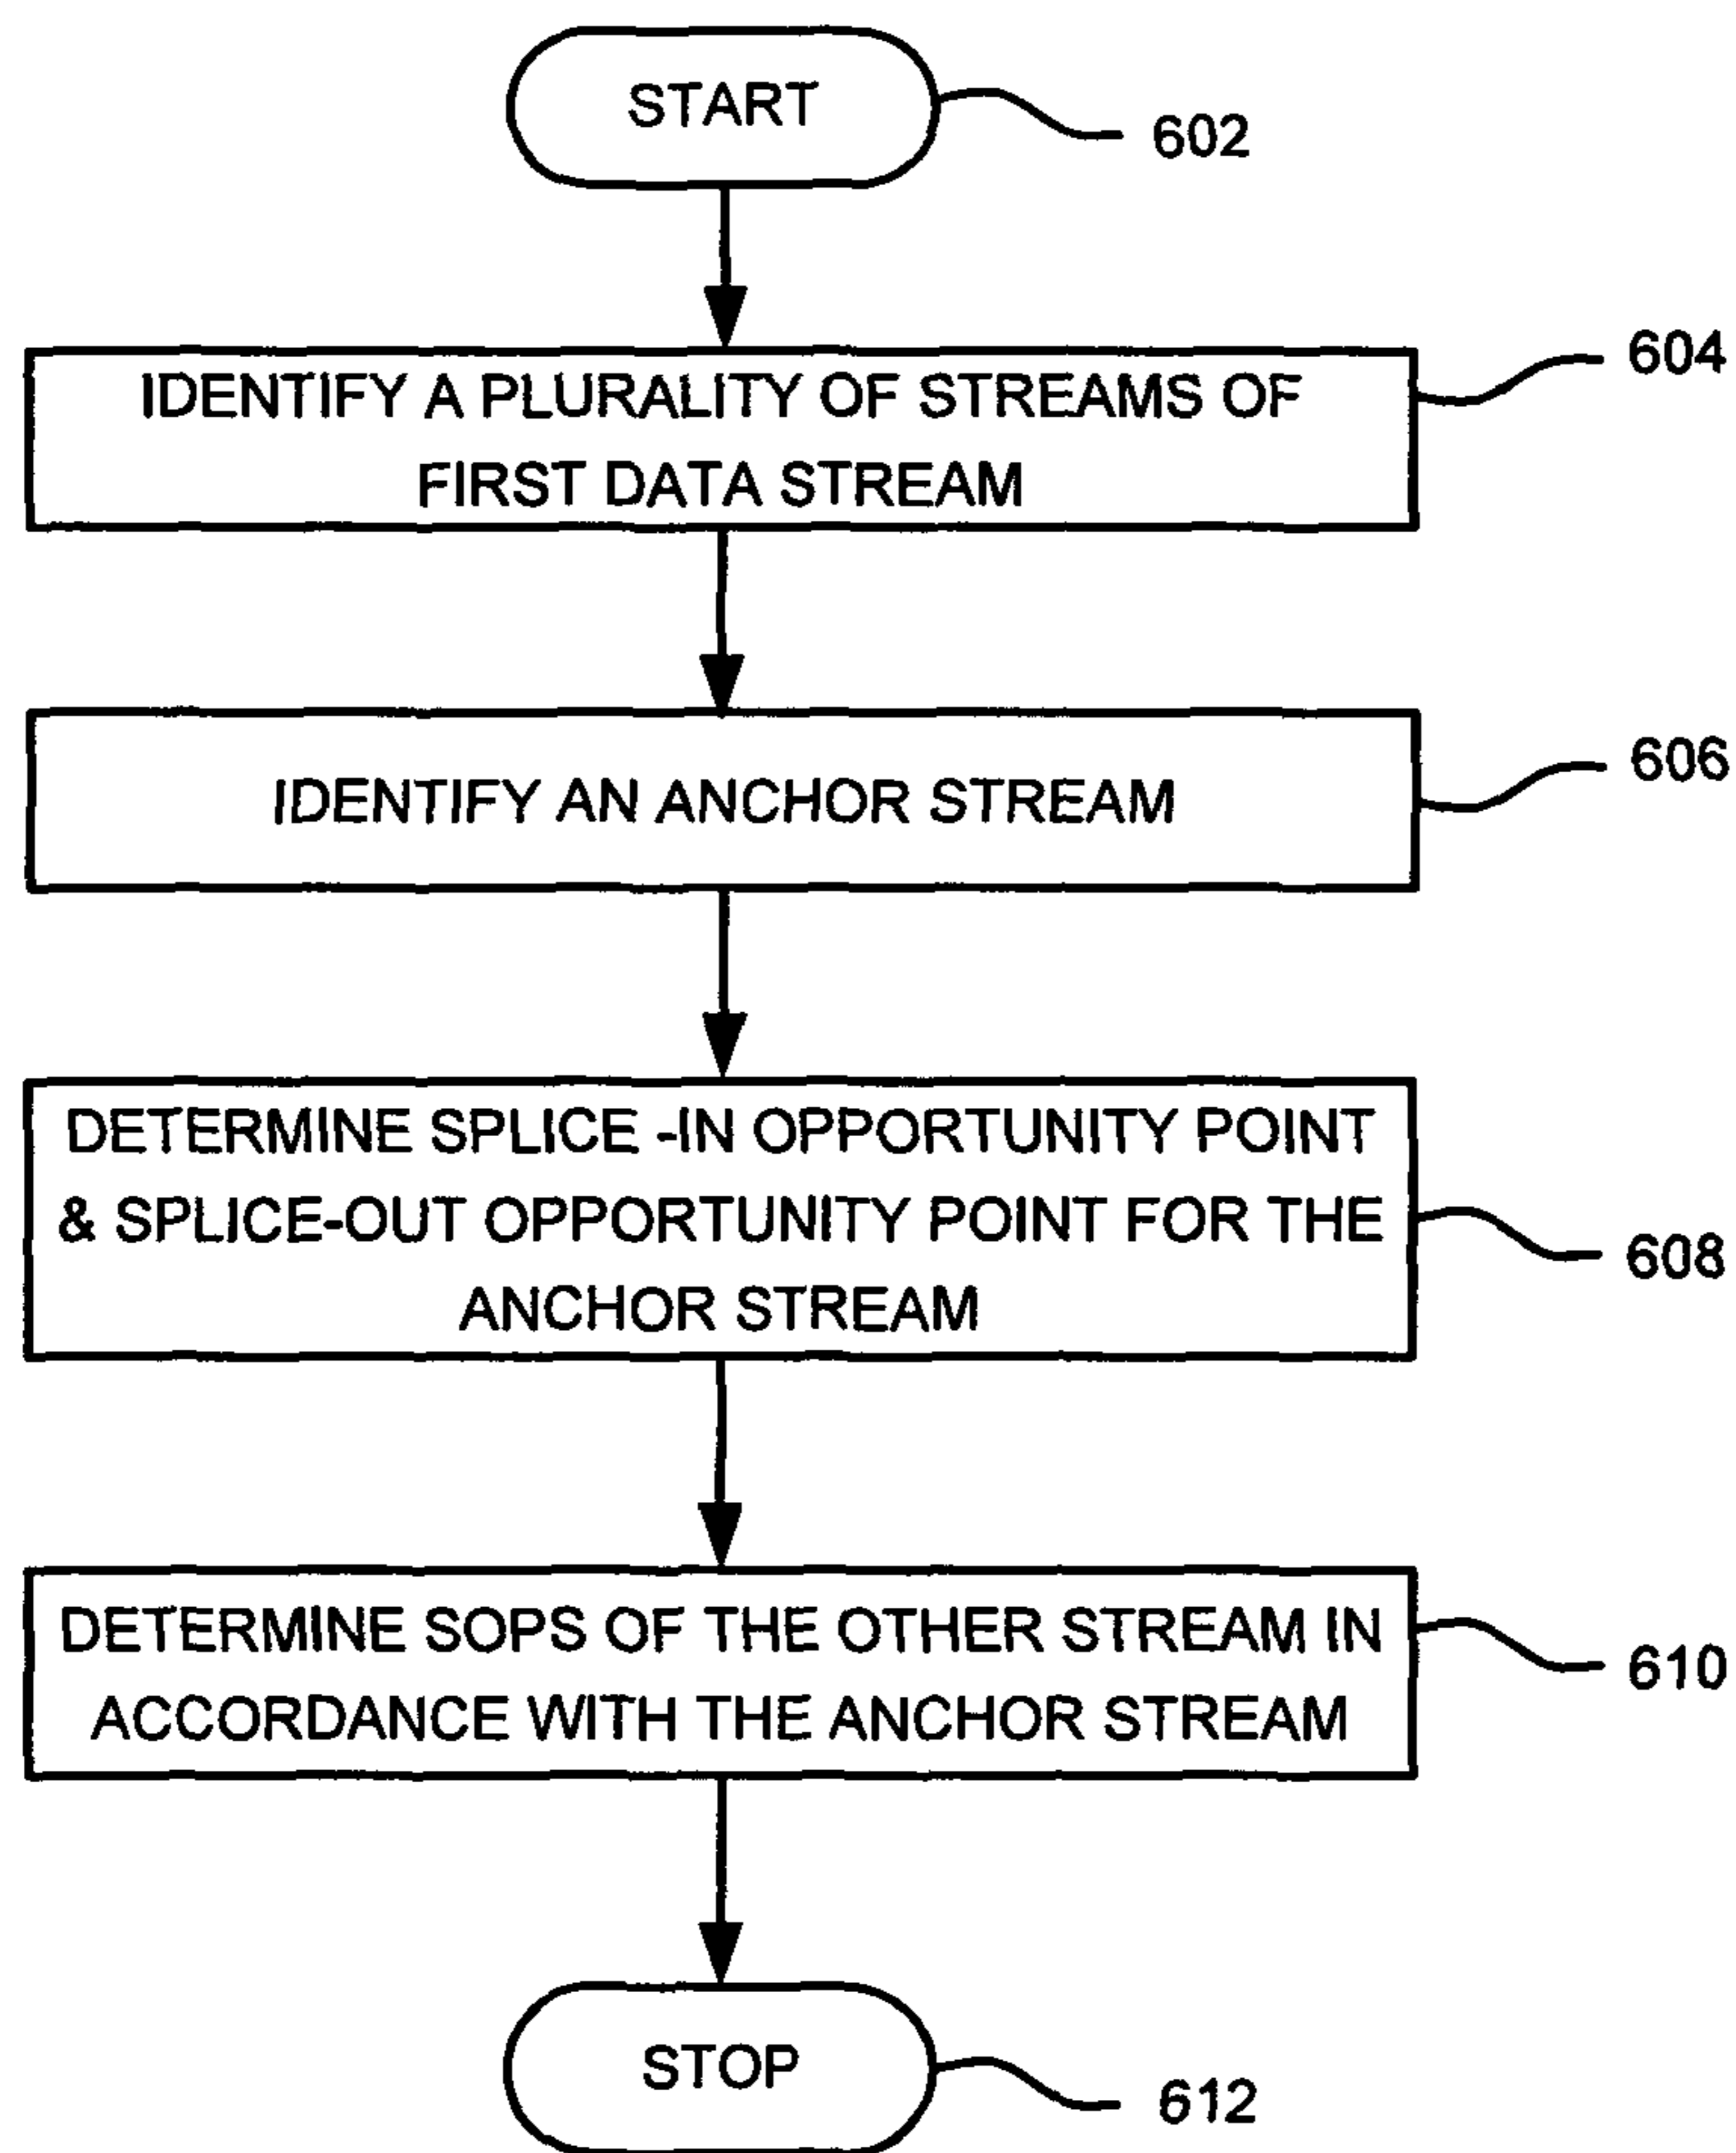 START
602
604
IDENTIFY A PLURALITY OF STREAMS OF
FIRST DATA STREAM
606
IDENTIFY AN ANCHOR STREAM
DETERMINE SPLICE -IN OPPORTUNITY POINT
& SPLICE-OUT OPPORTUNITY POINT FOR THE
608
ANCHOR STREAM
DETERMINE SOPS OF THE OTHER STREAM IN
610
ACCORDANCE WITH THE ANCHOR STREAM
STOP
612